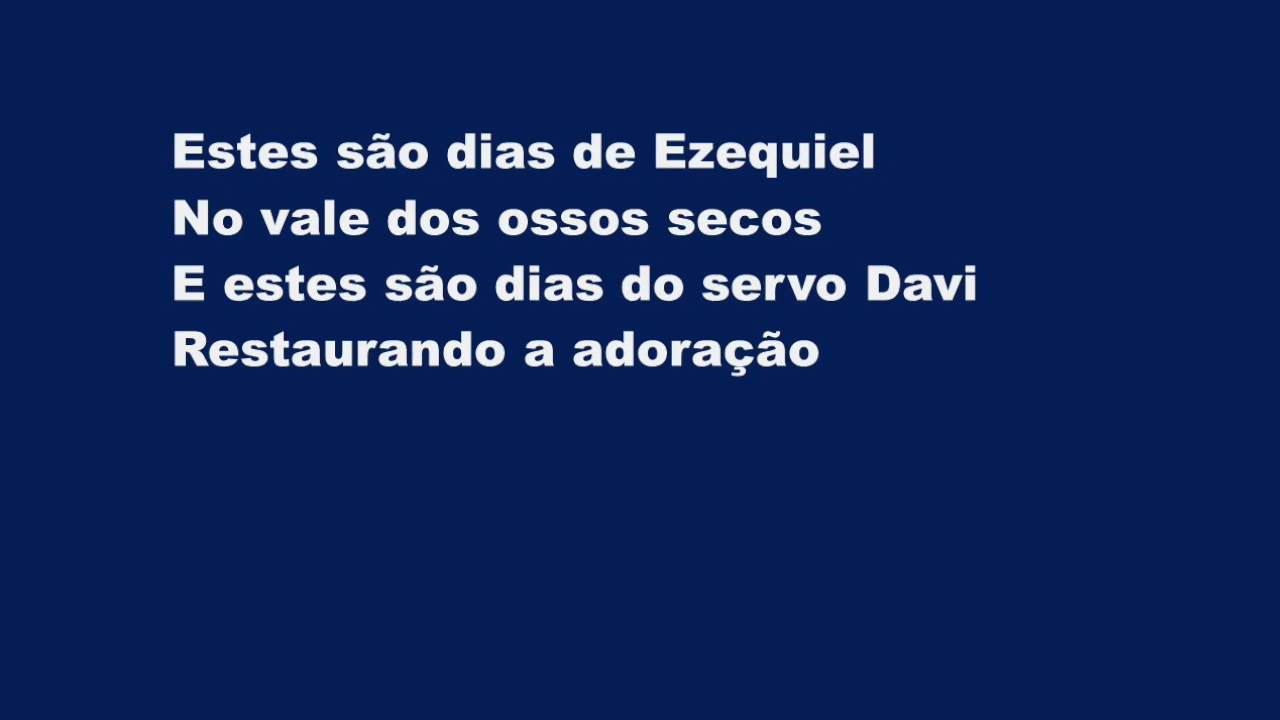 Estes são dias de Ezequiel
No vale dos ossos secos
E estes são dias do servo Davi
Restaurando a adoração